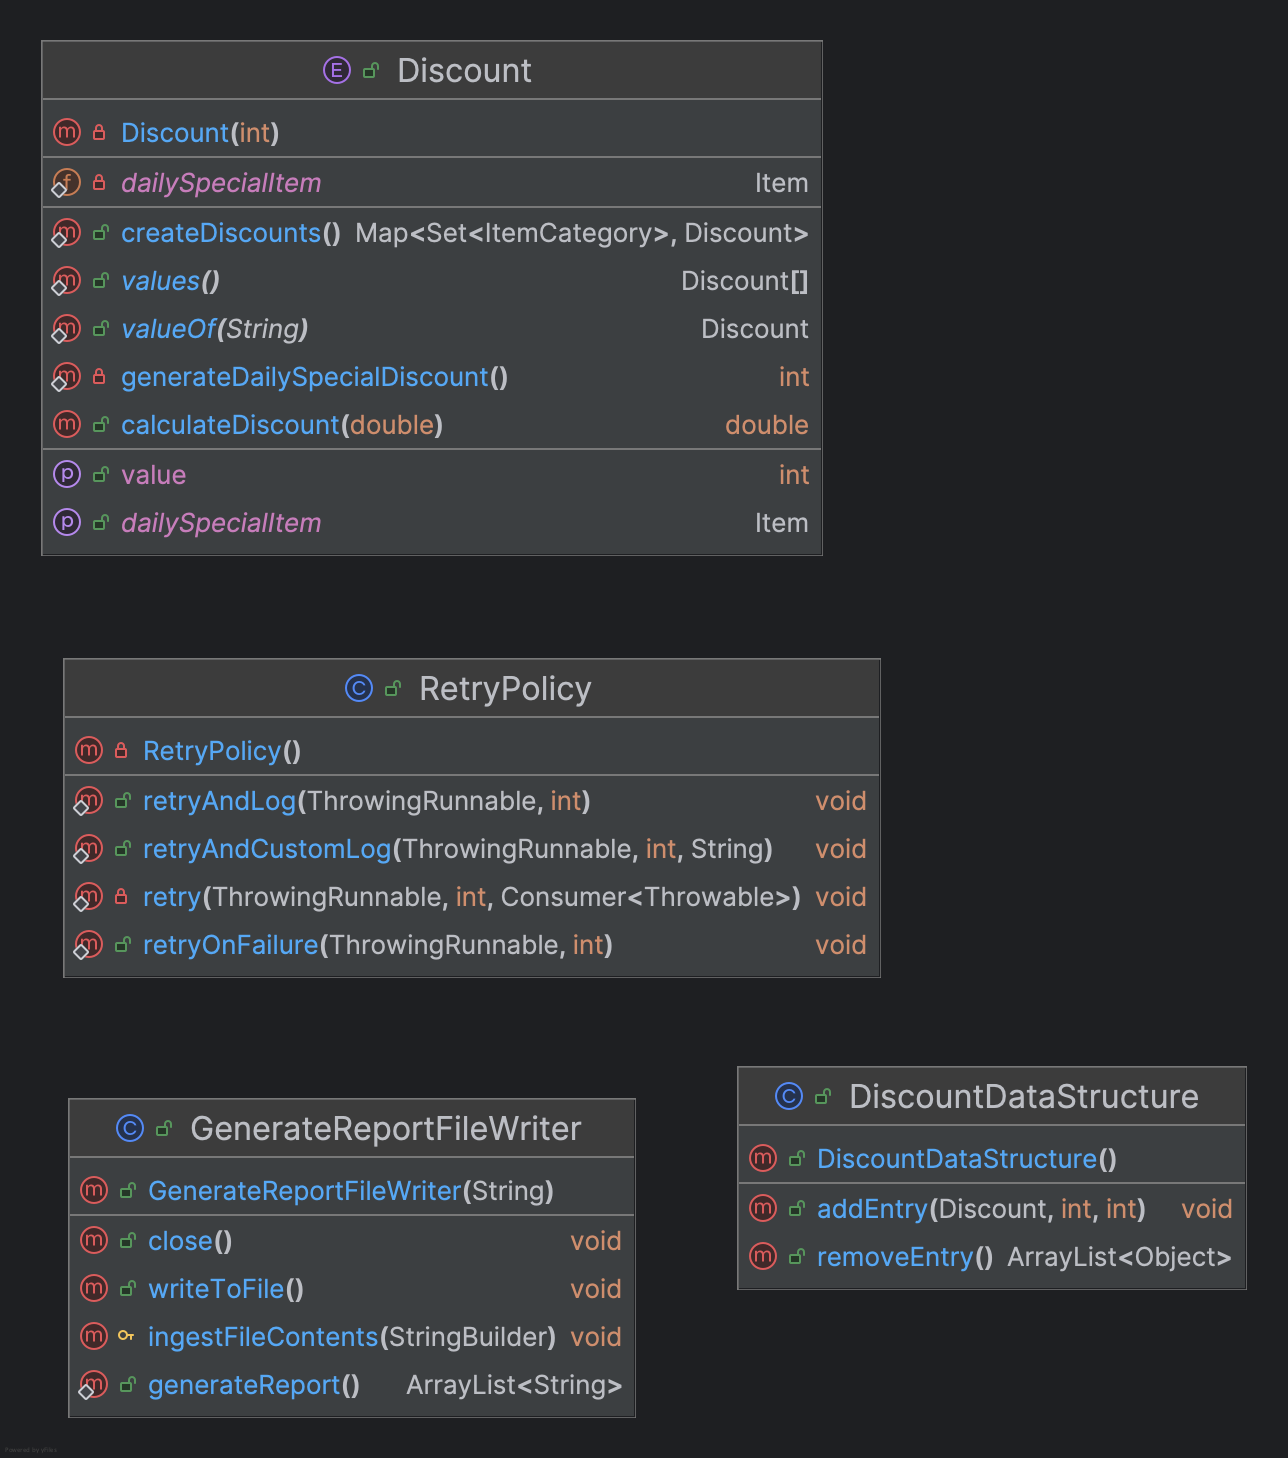 E Discount
m Discount(int)
f dailySpecialItem Item
m createDiscounts() Map<Set<ItemCategory>, Discount>
m values() Discount[]
m valueOf(String) Discount
m generateDailySpecialDiscount() int
m calculateDiscount(double) double
p value int
p dailySpecialItem Item
C RetryPolicy
m RetryPolicy()
m retryAndLog(ThrowingRunnable, int) void
m retryAndCustomLog(ThrowingRunnable, int, String) void
m retry(ThrowingRunnable, int, Consumer<Throwable>) void
m retryOnFailure(ThrowingRunnable, int) void
C GenerateReportFileWriter
m GenerateReportFileWriter(String)
m close() void
m writeToFile() void
m ingestFileContents(StringBuilder) void
m generateReport() ArrayList<String>
C DiscountDataStructure
m DiscountDataStructure()
m addEntry(Discount, int, int) void
m removeEntry() ArrayList<Object>
Powered by yFiles